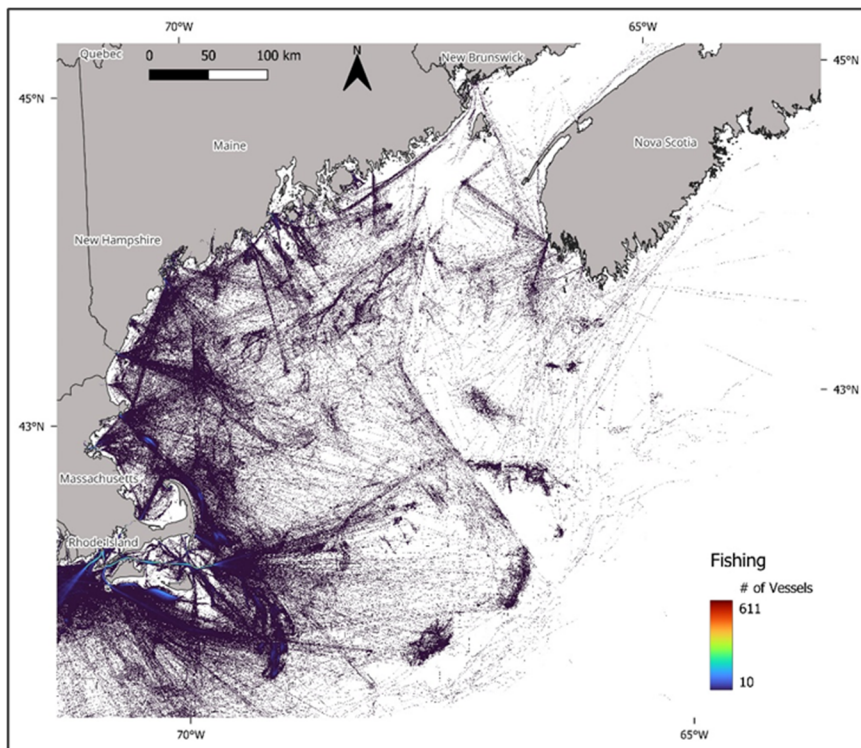 70°W 65°W
Quebec
0 50 100 km
N
New Brunswick
45°N
45°N
Maine
Nova Scotia
New Hampshire
43°N
43°N
Massachusetts
Rhode Island
Fishing
# of Vessels
611
10
70°W 65°W